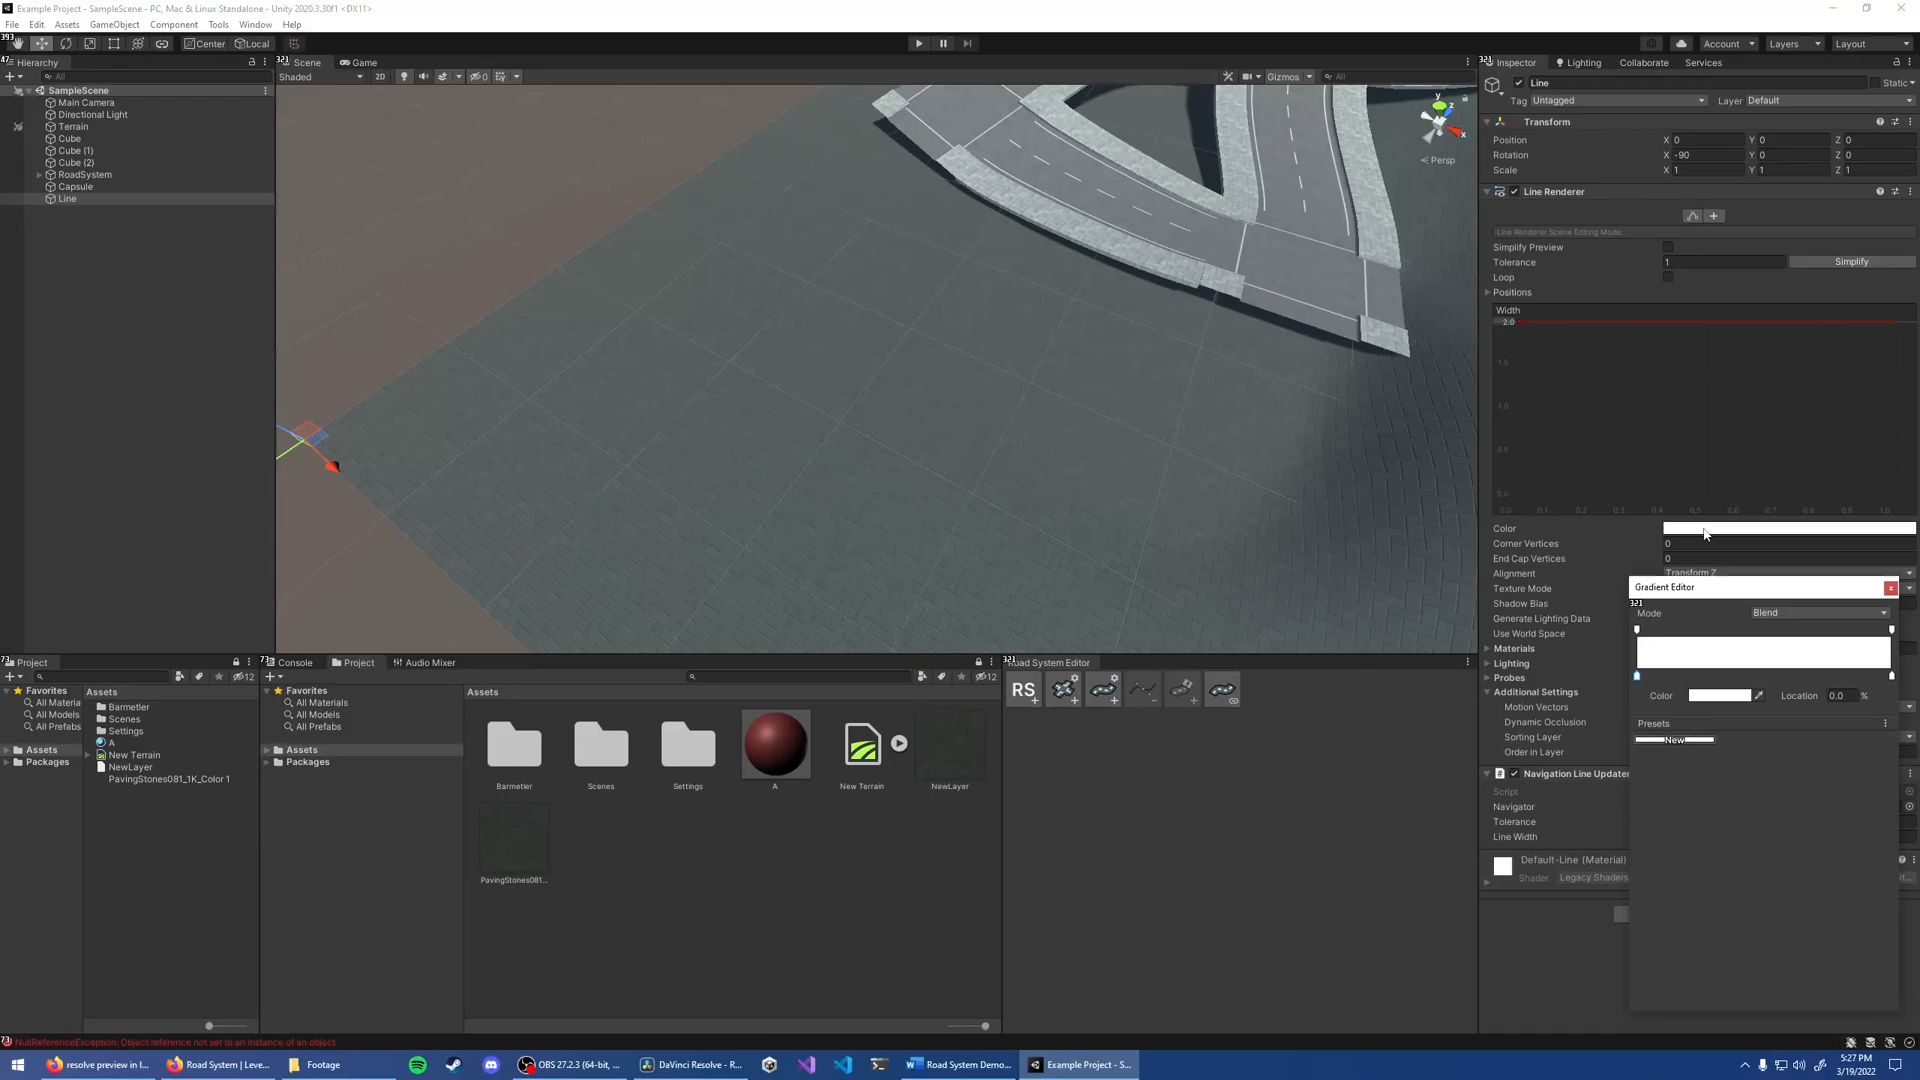 Example Project - SampleScene - PC, Mac & Linux Standalone - Unity 2020.3.30f1 <DX11>
File Edit Assets GameObject Component Tools Window Help
393
Center Local
Account Layers Layout
47 Hierarchy
All
SampleScene
Main Camera
Directional Light
Terrain
Cube
Cube (1)
Cube (2)
RoadSystem
Capsule
Line
321 Scene Game
Shaded 2D 0 Gizmos All
y
z
x
Persp
321 Inspector Lighting Collaborate Services
Line Static
Tag Untagged Layer Default
Transform
Position X 0 Y 0 Z 0
Rotation X -90 Y 0 Z 0
Scale X 1 Y 1 Z 1
Line Renderer
Line Renderer Scene Editing Mode:
Simplify Preview
Tolerance 1 Simplify
Loop
Positions
Width
2.0
1.5
1.0
0.5
0.0
0.0 0.1 0.2 0.3 0.4 0.5 0.6 0.7 0.8 0.9 1.0
Color
Corner Vertices 0
End Cap Vertices 0
Alignment Transform Z
Texture Mode
Shadow Bias
Generate Lighting Data
Use World Space
Materials
Lighting
Probes
Additional Settings
Motion Vectors
Dynamic Occlusion
Sorting Layer
Order in Layer
Navigation Line Updater
Script
Navigator
Tolerance
Line Width
Default-Line (Material)
Shader Legacy Shaders
Gradient Editor
321
Mode Blend
Color Location 0.0 %
Presets
New
73 Project
12
Favorites
All Materia
All Models
All Prefabs
Assets
Packages
Assets
Barmetler
Scenes
Settings
A
New Terrain
NewLayer
PavingStones081_1K_Color 1
73 Console Project Audio Mixer
12
Favorites
All Materials
All Models
All Prefabs
Assets
Packages
Assets
Barmetler Scenes Settings A New Terrain NewLayer
PavingStones081...
321
Road System Editor
RS
73 NullReferenceException: Object reference not set to an instance of an object
resolve preview in l... Road System | Leve... Footage OBS 27.2.3 (64-bit, ... DaVinci Resolve - R... Road System Demo... Example Project - S...
5:27 PM
3/19/2022